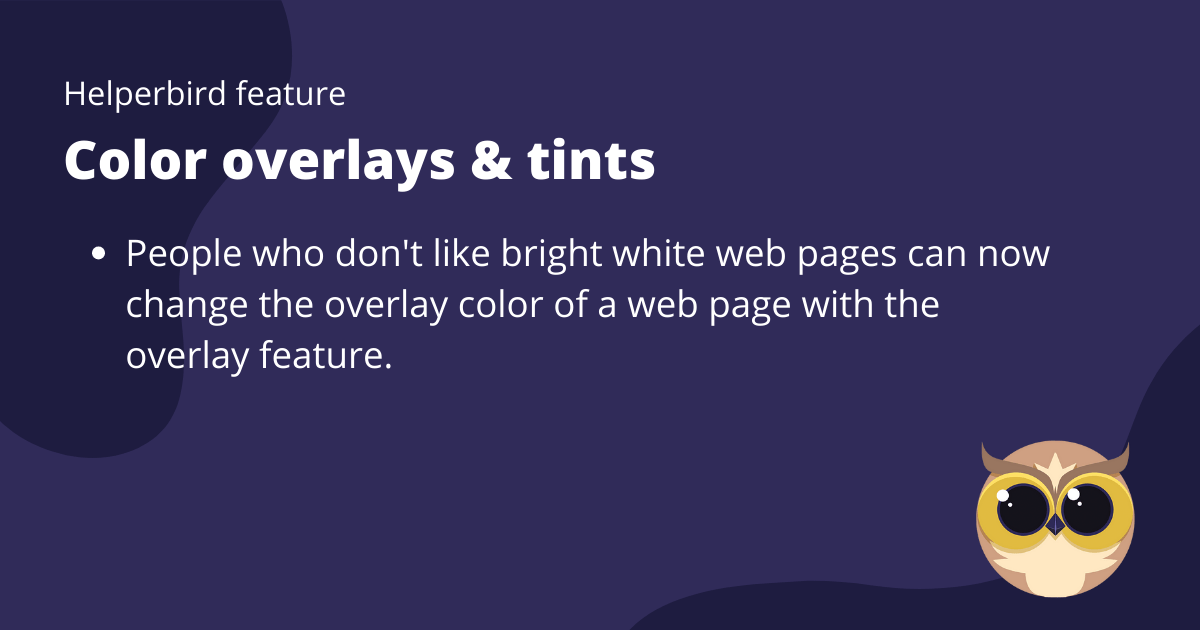 Helperbird feature
Color overlays & tints
• People who don't like bright white web pages can now
change the overlay color of a web page with the
overlay feature.